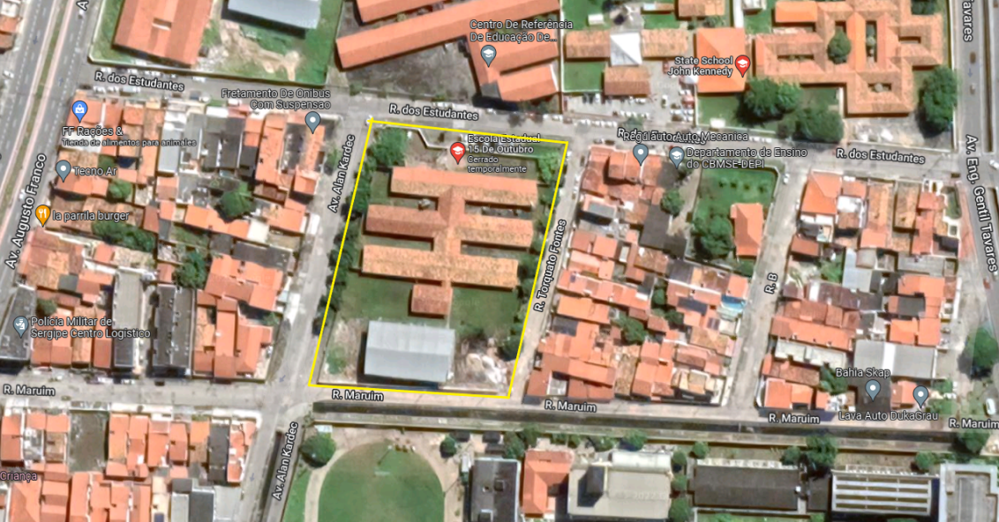 Centro De Referência
De Educação De...
Tavares
State School
John Kennedy
R. dos Estudantes
Fretamento De Onibus
Com Suspensao
R. dos Estudantes
FF Rações &
Tienda de alimentos para animales
Escola Estadual
15 De Outubro
Cerrado
temporalmente
Regulautor Auto Mecanica
Departamento de Ensino
do CBMSE-DEPI
R. dos Estudantes
Tecno Ar
Av. Alan Kardec
Av. Augusto Franco
la parrila burger
R. Torquato Fontes
Av. Eng. Gentil Tavares
R. B
Polícia Militar de
Sergipe Centro Logístico
R. Maruim
R. Maruim
R. Maruim
Bahia Skap
Lava Auto DukaGrau
R. Maruim
R. Maruim
Av. Alan Kardec
Criança